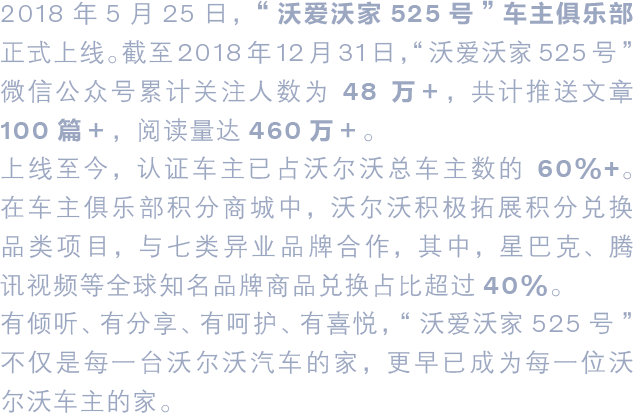 2018 年 5 月 25 日，“ 沃爱沃家 525 号 ” 车主俱乐部
正式上线。截至 2018 年 12 月 31 日，“ 沃爱沃家 525 号 ”
微信公众号累计关注人数为 48 万＋，共计推送文章
100 篇＋，阅读量达 460 万＋。
上线至今，认证车主已占沃尔沃总车主数的 60%+。
在车主俱乐部积分商城中，沃尔沃积极拓展积分兑换
品类项目，与七类异业品牌合作，其中，星巴克、腾
讯视频等全球知名品牌商品兑换占比超过 40%。
有倾听、有分享、有呵护、有喜悦，“ 沃爱沃家 525 号 ”
不仅是每一台沃尔沃汽车的家，更早已成为每一位沃
尔沃车主的家。